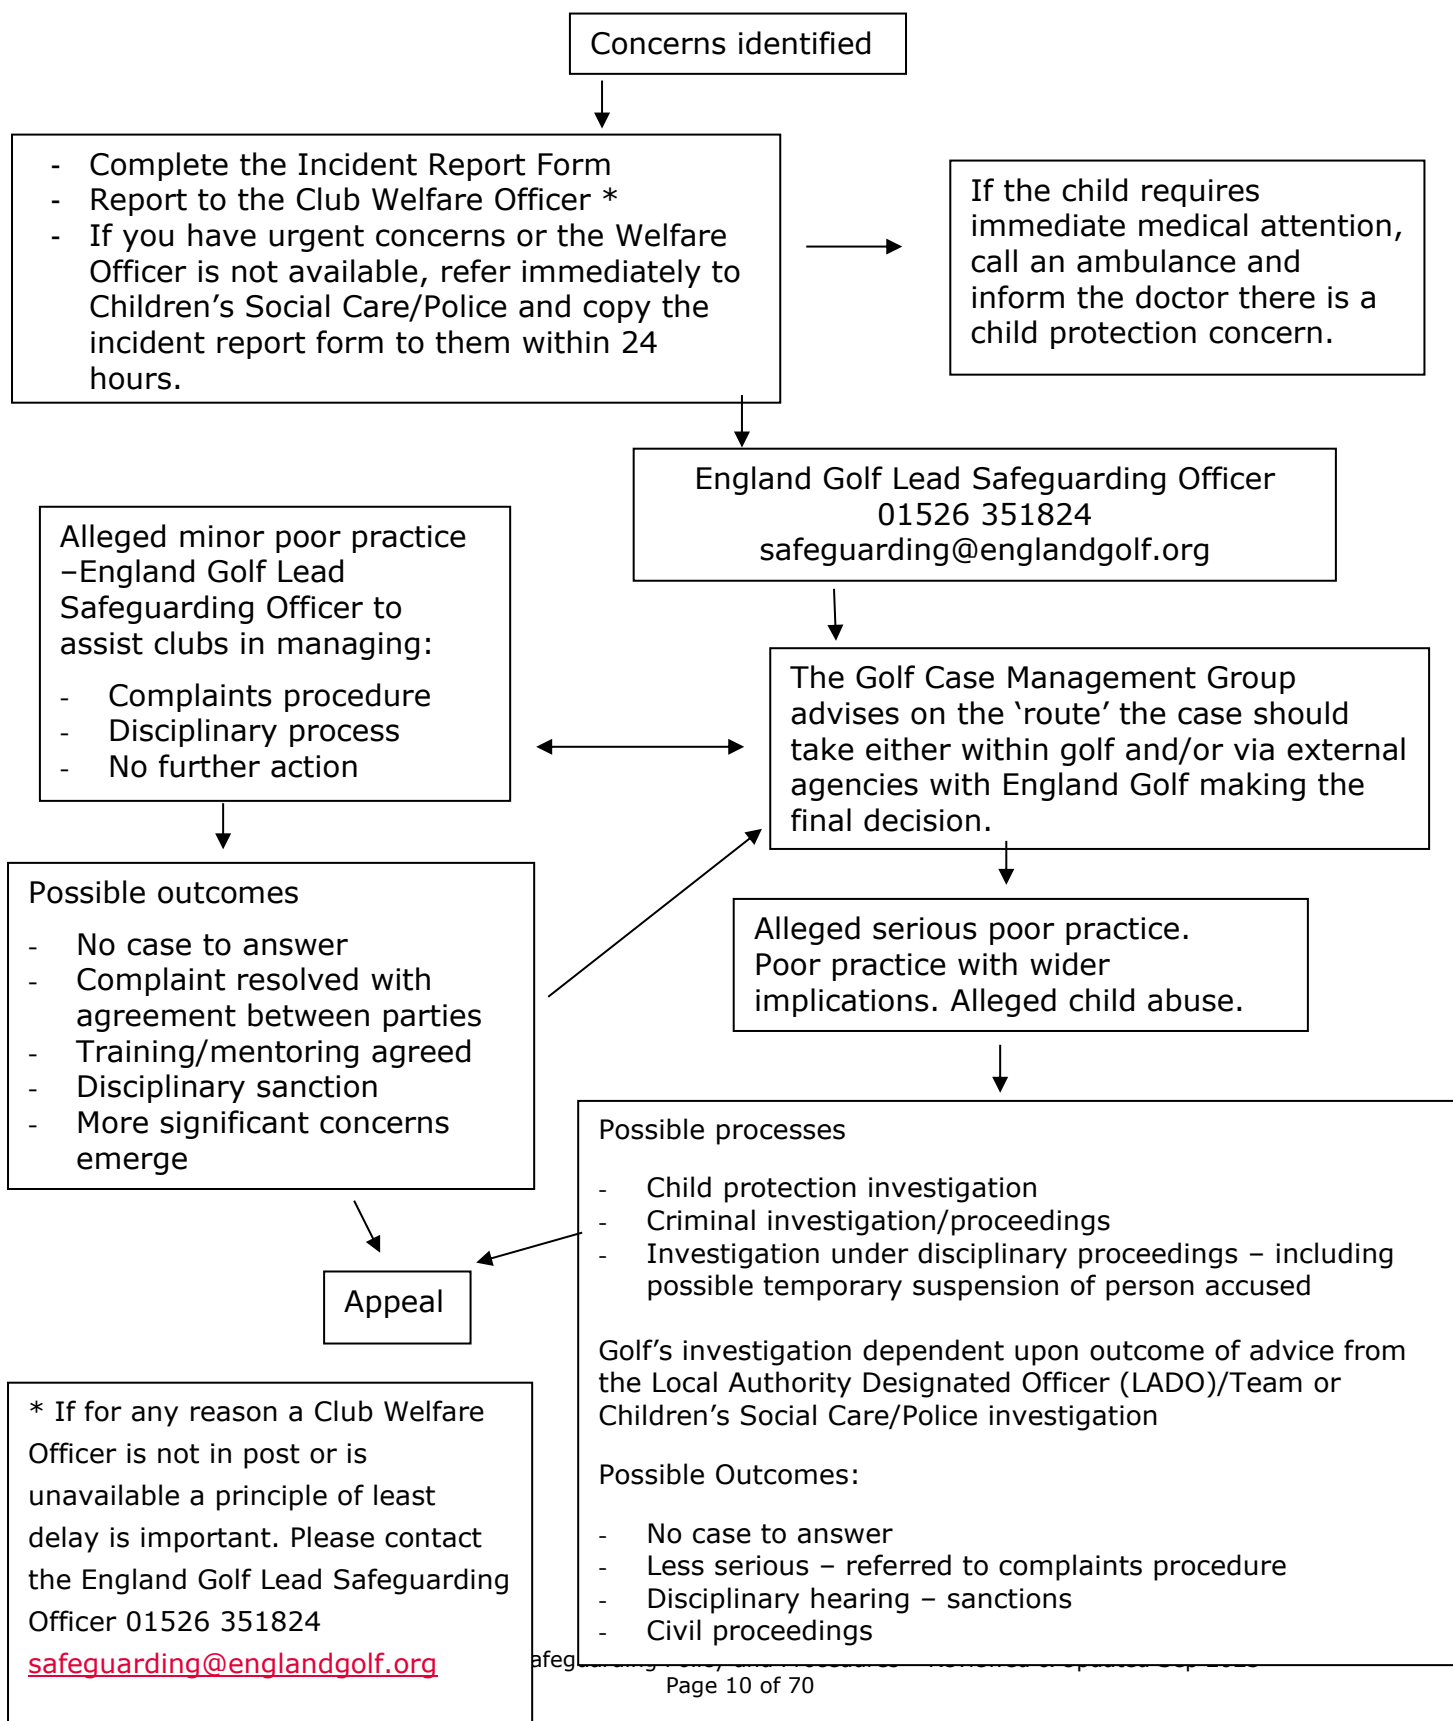 Concerns identified
- Complete the Incident Report Form
- Report to the Club Welfare Officer *
- If you have urgent concerns or the Welfare
Officer is not available, refer immediately to
Children’s Social Care/Police and copy the
incident report form to them within 24
hours.
If the child requires
immediate medical attention,
call an ambulance and
inform the doctor there is a
child protection concern.
England Golf Lead Safeguarding Officer
01526 351824
safeguarding@englandgolf.org
Alleged minor poor practice
–England Golf Lead
Safeguarding Officer to
assist clubs in managing:
- Complaints procedure
- Disciplinary process
- No further action
The Golf Case Management Group
advises on the ‘route’ the case should
take either within golf and/or via external
agencies with England Golf making the
final decision.
Possible outcomes
- No case to answer
- Complaint resolved with
agreement between parties
- Training/mentoring agreed
- Disciplinary sanction
- More significant concerns
emerge
Alleged serious poor practice.
Poor practice with wider
implications. Alleged child abuse.
Possible processes
- Child protection investigation
- Criminal investigation/proceedings
- Investigation under disciplinary proceedings – including
possible temporary suspension of person accused
Golf’s investigation dependent upon outcome of advice from
the Local Authority Designated Officer (LADO)/Team or
Children’s Social Care/Police investigation
Possible Outcomes:
- No case to answer
- Less serious – referred to complaints procedure
- Disciplinary hearing – sanctions
- Civil proceedings
Appeal
* If for any reason a Club Welfare
Officer is not in post or is
unavailable a principle of least
delay is important. Please contact
the England Golf Lead Safeguarding
Officer 01526 351824
safeguarding@englandgolf.org
Page 10 of 70